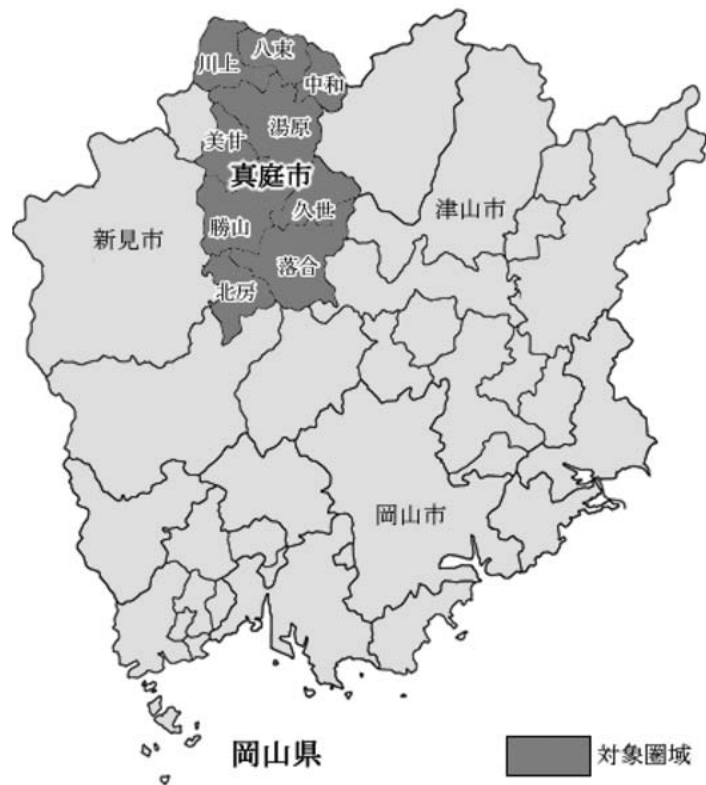 川上
八束
中和
湯原
美甘
真庭市
久世
勝山
津山市
新見市
落合
北房
岡山市
岡山県
対象圏域